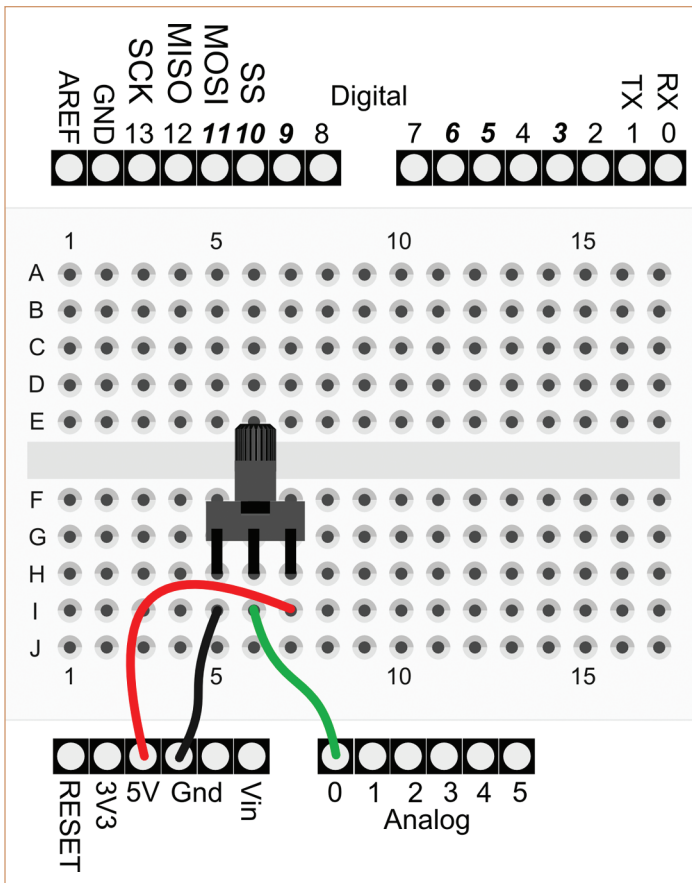 AREF GND SCK MISO MOSI SS Digital TX RX
13 12 11 10 9 8 7 6 5 4 3 2 1 0
1 5 10 15
A
B
C
D
E
F
G
H
I
J
1 5 10 15
RESET 3V3 5V Gnd Vin 0 1 2 3 4 5
Analog